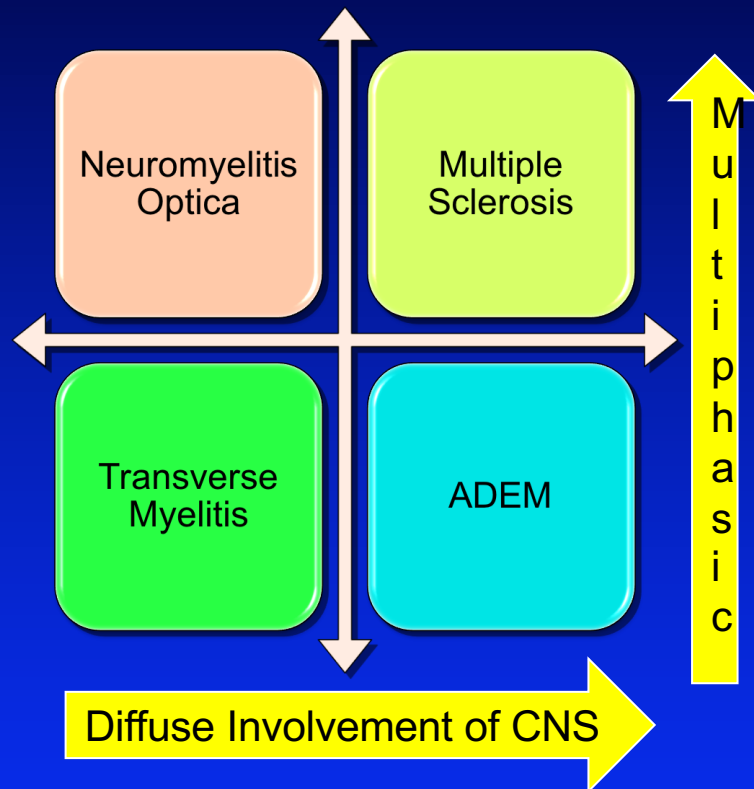 Neuromyelitis
Optica
Multiple
Sclerosis
Transverse
Myelitis
ADEM
Multiphasic
Diffuse Involvement of CNS